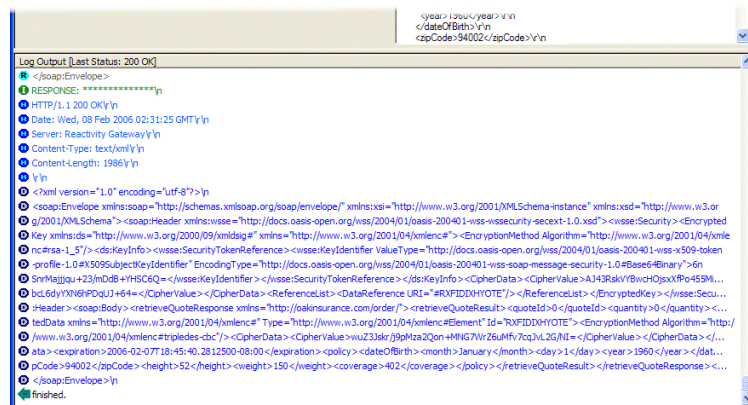 <year>1960</year>\r\n
</dateOfBirth>\r\n
<zipCode>94002</zipCode>\r\n
Log Output [Last Status: 200 OK]
R </soap:Envelope>
I RESPONSE: **************\n
H HTTP/1.1 200 OK\r\n
H Date: Wed, 08 Feb 2006 02:31:25 GMT\r\n
H Server: Reactivity Gateway\r\n
H Content-Type: text/xml\r\n
H Content-Length: 1986\r\n
H \r\n
D <?xml version="1.0" encoding="utf-8"?>\n
D <soap:Envelope xmlns:soap="http://schemas.xmlsoap.org/soap/envelope/" xmlns:xsi="http://www.w3.org/2001/XMLSchema-instance" xmlns:xsd="http://www.w3.or
D g/2001/XMLSchema"><soap:Header xmlns:wsse="http://docs.oasis-open.org/wss/2004/01/oasis-200401-wss-wssecurity-secext-1.0.xsd"><wsse:Security><Encrypted
D Key xmlns:ds="http://www.w3.org/2000/09/xmldsig#" xmlns="http://www.w3.org/2001/04/xmlenc#"><EncryptionMethod Algorithm="http://www.w3.org/2001/04/xmle
D nc#rsa-1_5"/><ds:KeyInfo><wsse:SecurityTokenReference><wsse:KeyIdentifier ValueType="http://docs.oasis-open.org/wss/2004/01/oasis-200401-wss-x509-token
D -profile-1.0#X509SubjectKeyIdentifier" EncodingType="http://docs.oasis-open.org/wss/2004/01/oasis-200401-wss-soap-message-security-1.0#Base64Binary">6n
D SnrMajjjqu+23/mDdB+YHSC6Q=</wsse:KeyIdentifier></wsse:SecurityTokenReference></ds:KeyInfo><CipherData><CipherValue>AJ43RskVYBwcHOjsxXfPo455Mi...
D bcL6dyYXN6hPDqUJ+64=</CipherValue></CipherData><ReferenceList><DataReference URI="#RXFIDIXHYOTE"/></ReferenceList></EncryptedKey></wsse:Secu...
D :Header><soap:Body><retrieveQuoteResponse xmlns="http://oakinsurance.com/order/"><retrieveQuoteResult><quoteId>0</quoteId><quantity>0</quantity><...
D tedData xmlns="http://www.w3.org/2001/04/xmlenc#" Type="http://www.w3.org/2001/04/xmlenc#Element" Id="RXFIDIXHYOTE"><EncryptionMethod Algorithm="http:/
D /www.w3.org/2001/04/xmlenc#tripledes-cbc"/><CipherData><CipherValue>wuZ3Jskr/j9pMza2Qon+MNG7WrZ6uMfv7cqJvL2G/NI=</CipherValue></CipherData></...
D ata><expiration>2006-02-07T18:45:40.2812500-08:00</expiration><policy><dateOfBirth><month>January</month><day>1</day><year>1960</year></dat...
D pCode>94002</zipCode><height>52</height><weight>150</weight><coverage>402</coverage></policy></retrieveQuoteResult></retrieveQuoteResponse><...
D </soap:Envelope>\n
finished.